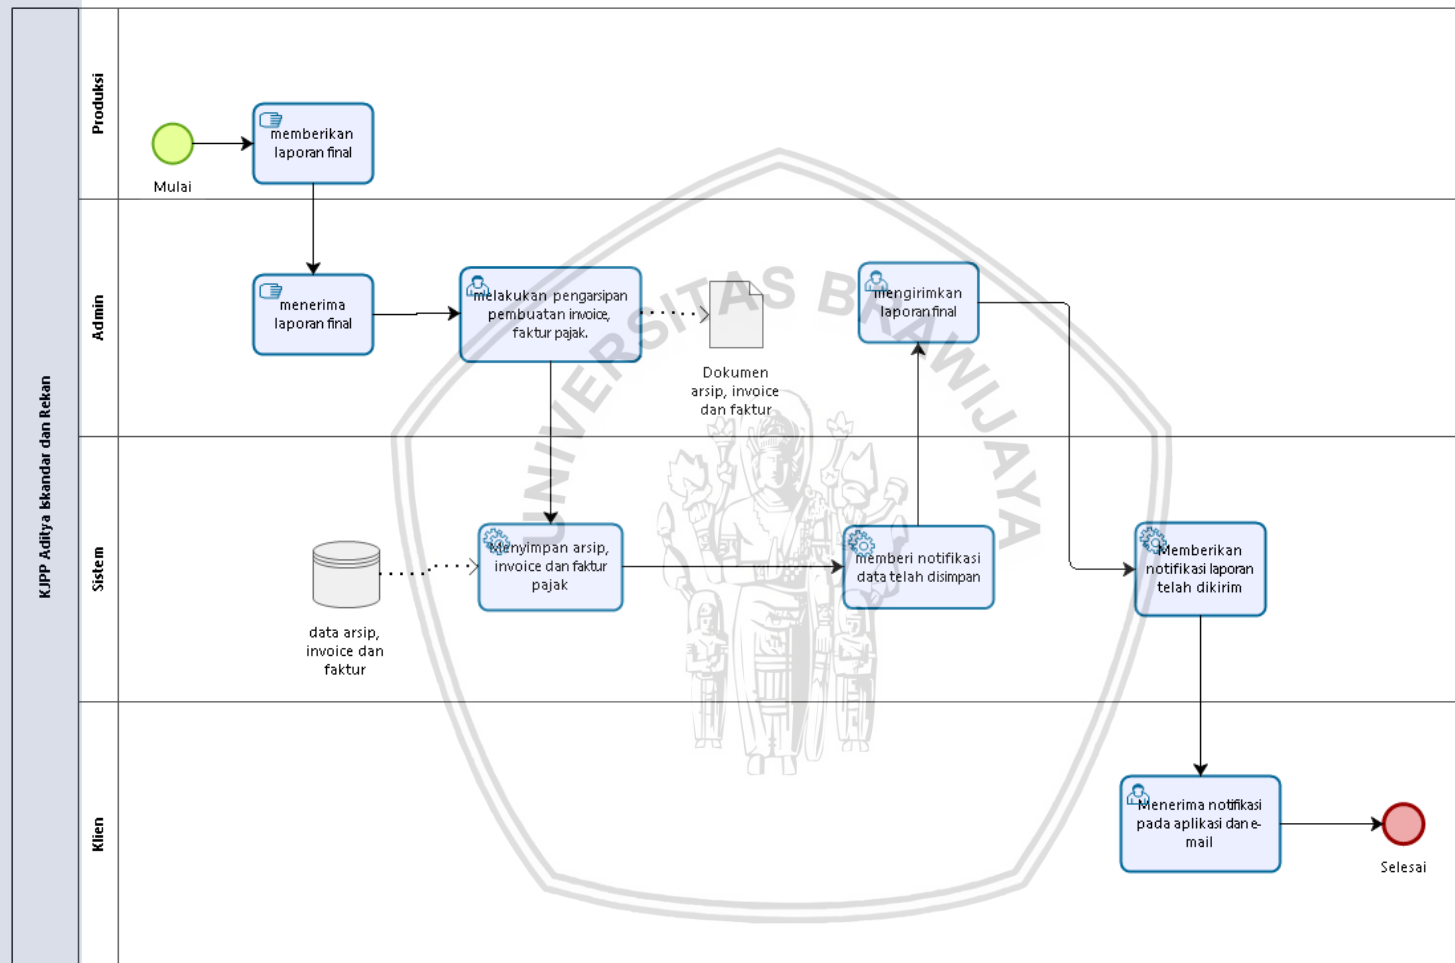 KJPP Aditya Iskandar dan Rekan
Produksi
Mulai
memberikan
laporan final
Admin
menerima
laporan final
melakukan pengarsipan
pembuatan invoice,
faktur pajak.
Dokumen
arsip, invoice
dan faktur
mengirimkan
laporan final
Sistem
data arsip,
invoice dan
faktur
Menyimpan arsip,
invoice dan faktur
pajak
memberi notifikasi
data telah disimpan
Memberikan
notifikasi laporan
telah dikirim
Klien
Menerima notifikasi
pada aplikasi dan e-
mail
Selesai
UNIVERSITAS BRAWIJAYA